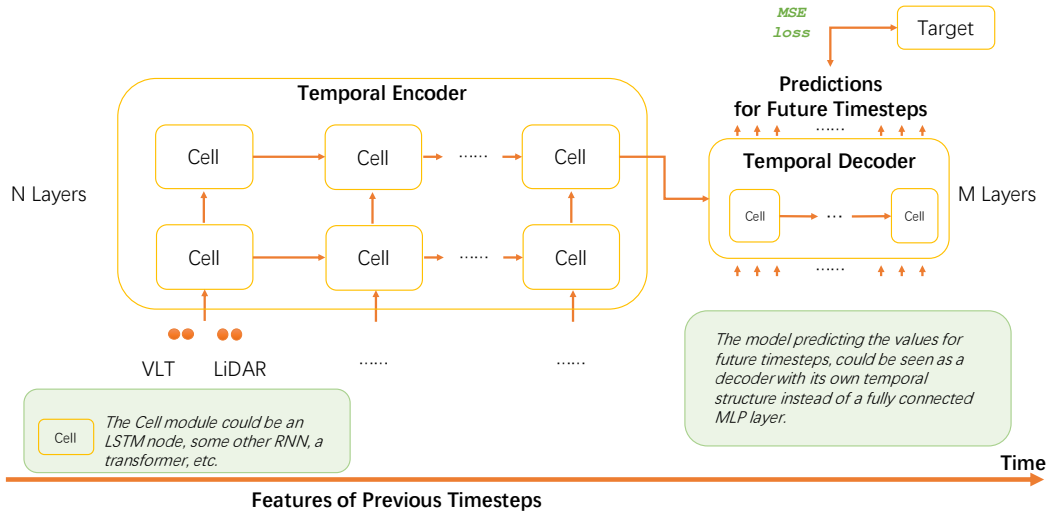 MSE
loss
Target
Predictions
for Future Timesteps
Temporal Encoder
Cell
Cell
......
Cell
N Layers
Cell
Cell
......
Cell
VLT
LiDAR
......
......
......
Temporal Decoder
Cell
...
Cell
M Layers
......
The Cell module could be an
Cell
LSTM node, some other RNN, a
transformer, etc.
The model predicting the values for
future timesteps, could be seen as a
decoder with its own temporal
structure instead of a fully connected
MLP layer.
Time
Features of Previous Timesteps